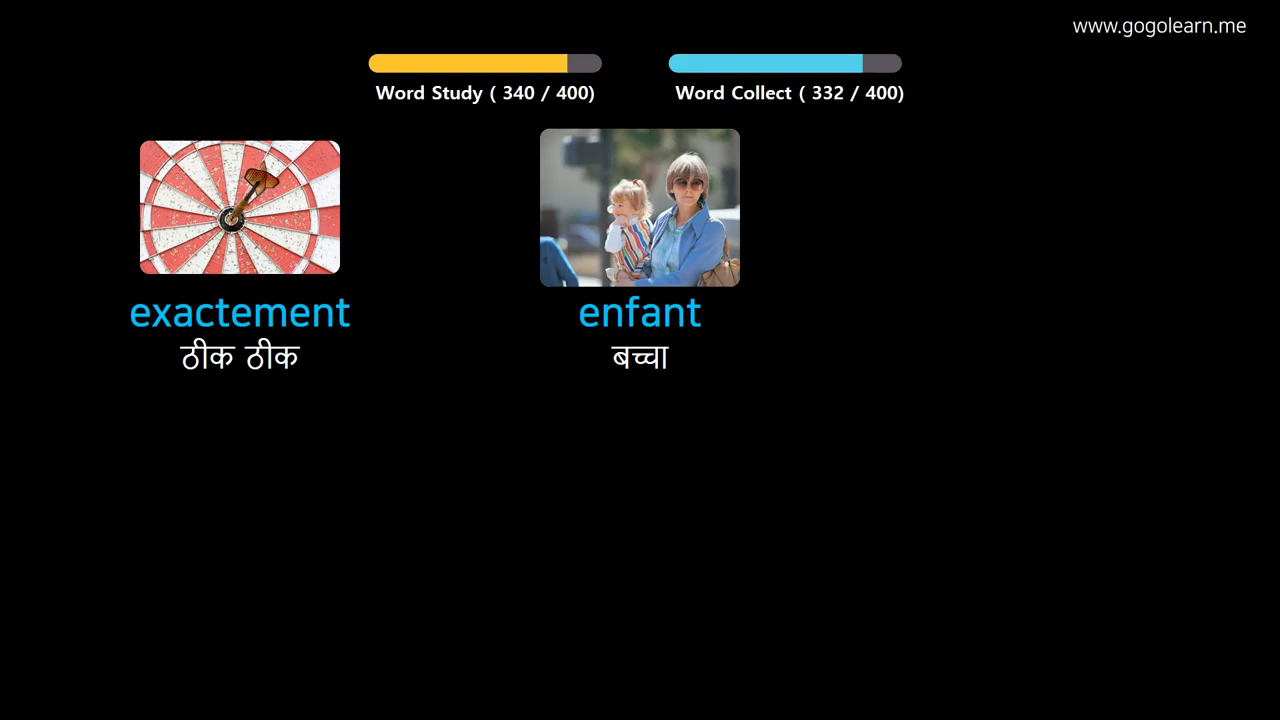 www.gogolearn.me
Word Study ( 340 / 400)
Word Collect ( 332 / 400)
exactement
ठीक ठीक
enfant
बच्चा